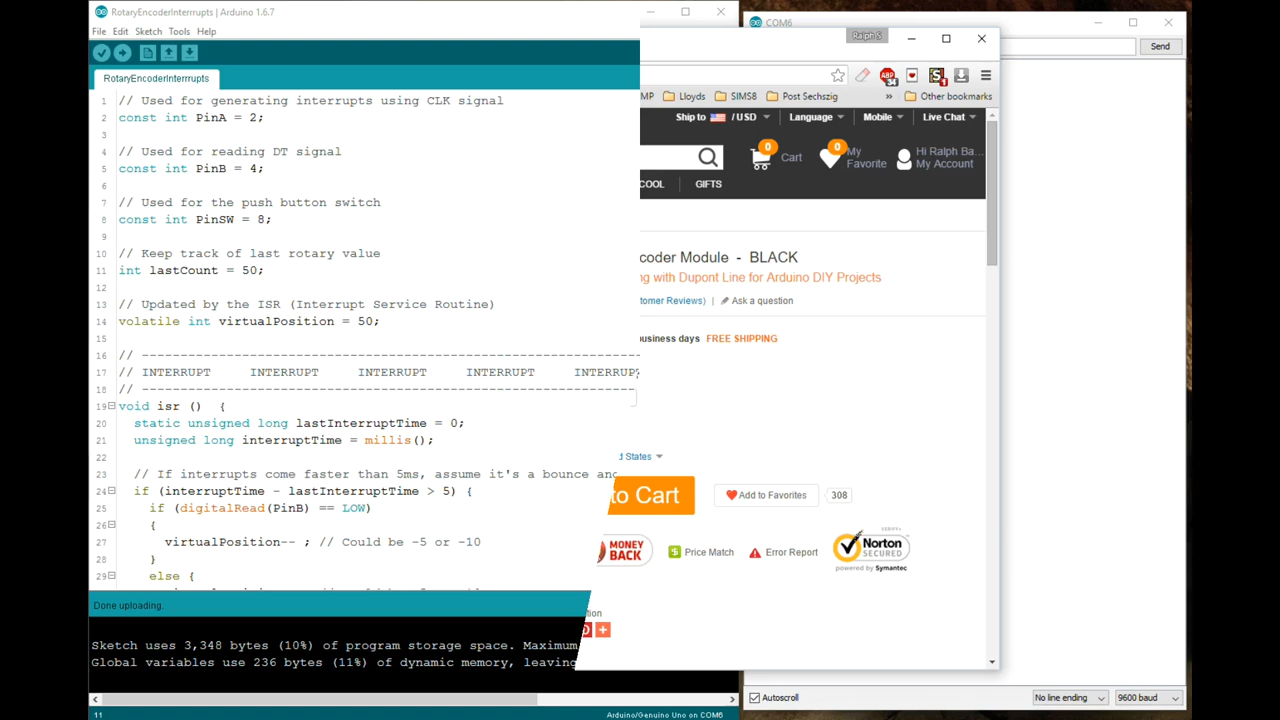 RotaryEncoderInterrrupts | Arduino 1.6.7
File Edit Sketch Tools Help
RotaryEncoderInterrrupts
1 // Used for generating interrupts using CLK signal
2 const int PinA = 2;
3
4 // Used for reading DT signal
5 const int PinB = 4;
6
7 // Used for the push button switch
8 const int PinSW = 8;
9
10 // Keep track of last rotary value
11 int lastCount = 50;
12
13 // Updated by the ISR (Interrupt Service Routine)
14 volatile int virtualPosition = 50;
15
16 // ----------------------------------------------------------------
17 // INTERRUPT INTERRUPT INTERRUPT INTERRUPT INTERRUPT
18 // ----------------------------------------------------------------
19 void isr () {
20 static unsigned long lastInterruptTime = 0;
21 unsigned long interruptTime = millis();
22
23 // If interrupts come faster than 5ms, assume it's a bounce and
24 if (interruptTime - lastInterruptTime > 5) {
25 if (digitalRead(PinB) == LOW)
26 {
27 virtualPosition-- ; // Could be -5 or -10
28 }
29 else {
Done uploading.
Sketch uses 3,348 bytes (10%) of program storage space. Maximum
Global variables use 236 bytes (11%) of dynamic memory, leaving
11
Arduino/Genuino Uno on COM6
Ralph S
ABP
34
S
1
MP Lloyds SIMS8 Post Sechszig » Other bookmarks
Ship to / USD Language Mobile Live Chat
0 Cart
0 My Favorite
Hi Ralph Ba...
My Account
COOL GIFTS
coder Module - BLACK
ng with Dupont Line for Arduino DIY Projects
tomer Reviews) | Ask a question
business days FREE SHIPPING
d States
to Cart
Add to Favorites 308
MONEY BACK
Price Match
Error Report
Norton
SECURED
powered by Symantec
tion
COM6
Send
Autoscroll
No line ending
9600 baud